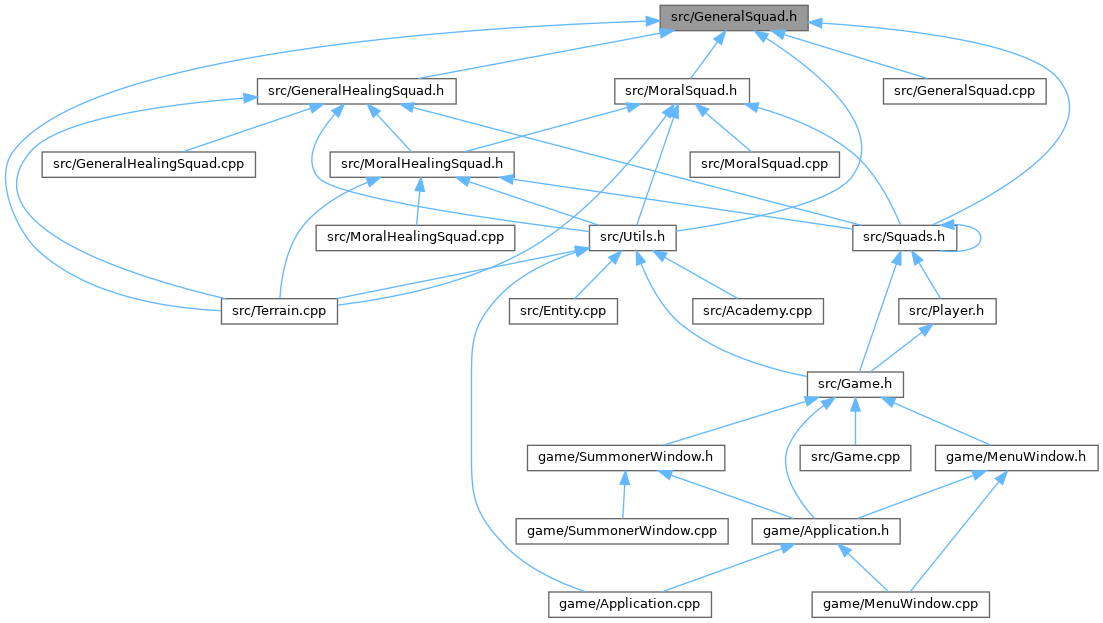 src/GeneralSquad.h
src/GeneralHealingSquad.h
src/MoralSquad.h
src/GeneralSquad.cpp
src/GeneralHealingSquad.cpp
src/MoralHealingSquad.h
src/MoralSquad.cpp
src/MoralHealingSquad.cpp
src/Utils.h
src/Squads.h
src/Terrain.cpp
src/Entity.cpp
src/Academy.cpp
src/Player.h
src/Game.h
game/SummonerWindow.h
src/Game.cpp
game/MenuWindow.h
game/SummonerWindow.cpp
game/Application.h
game/Application.cpp
game/MenuWindow.cpp